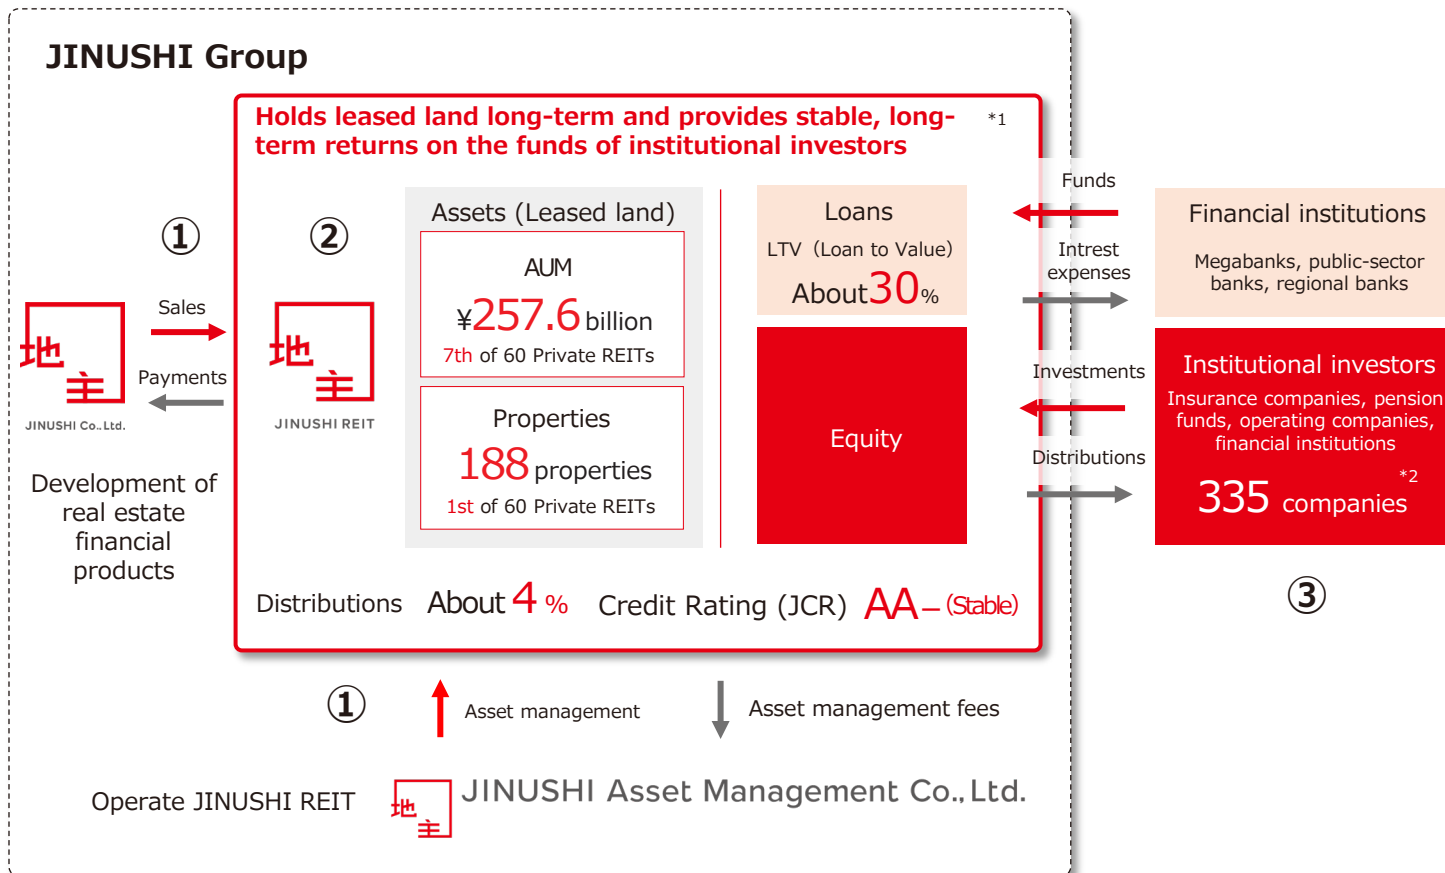 JINUSHI Group
Holds leased land long-term and provides stable, long-
term returns on the funds of institutional investors
*1
①
Sales
Payments
地主
JINUSHI Co.,Ltd.
Development of
real estate
financial
products
②
地主
JINUSHI REIT
Assets (Leased land)
AUM
¥257.6 billion
7th of 60 Private REITs
Properties
188 properties
1st of 60 Private REITs
Loans
LTV (Loan to Value)
About 30%
Equity
Distributions About 4 % Credit Rating (JCR) AA– (Stable)
Funds
Intrest
expenses
Investments
Distributions
Financial institutions
Megabanks, public-sector
banks, regional banks
Institutional investors
Insurance companies, pension
funds, operating companies,
financial institutions
*2
335 companies
③
①
Asset management
Asset management fees
Operate JINUSHI REIT
地主
JINUSHI Asset Management Co., Ltd.